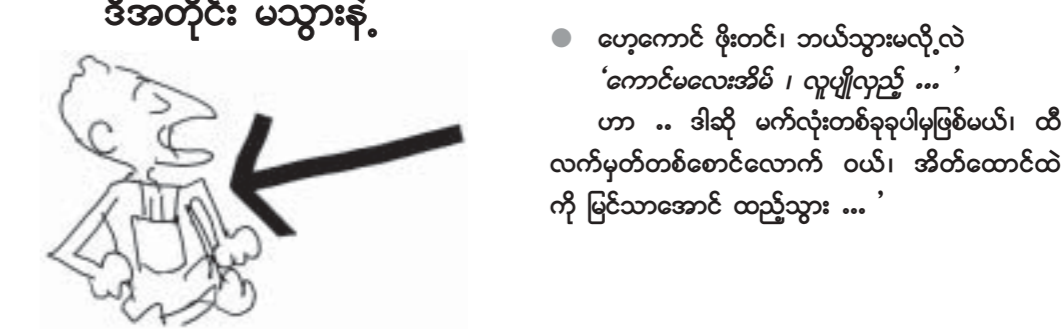 ဒီအတိုင်း မသွားနဲ့
ဟေ့ကောင် ဖိုးတင်၊ ဘယ်သွားမလို့လဲ
‘ကောင်မလေးအိမ် ၊ လူပျိုလှည့် ... ’
ဟာ .. ဒါဆို မက်လုံးတစ်ခုခုပါမှဖြစ်မယ်၊ ထီ
လက်မှတ်တစ်စောင်လောက် ဝယ်၊ အိတ်ထောင်ထဲ
ကို မြင်သာအောင် ထည့်သွား ... ’